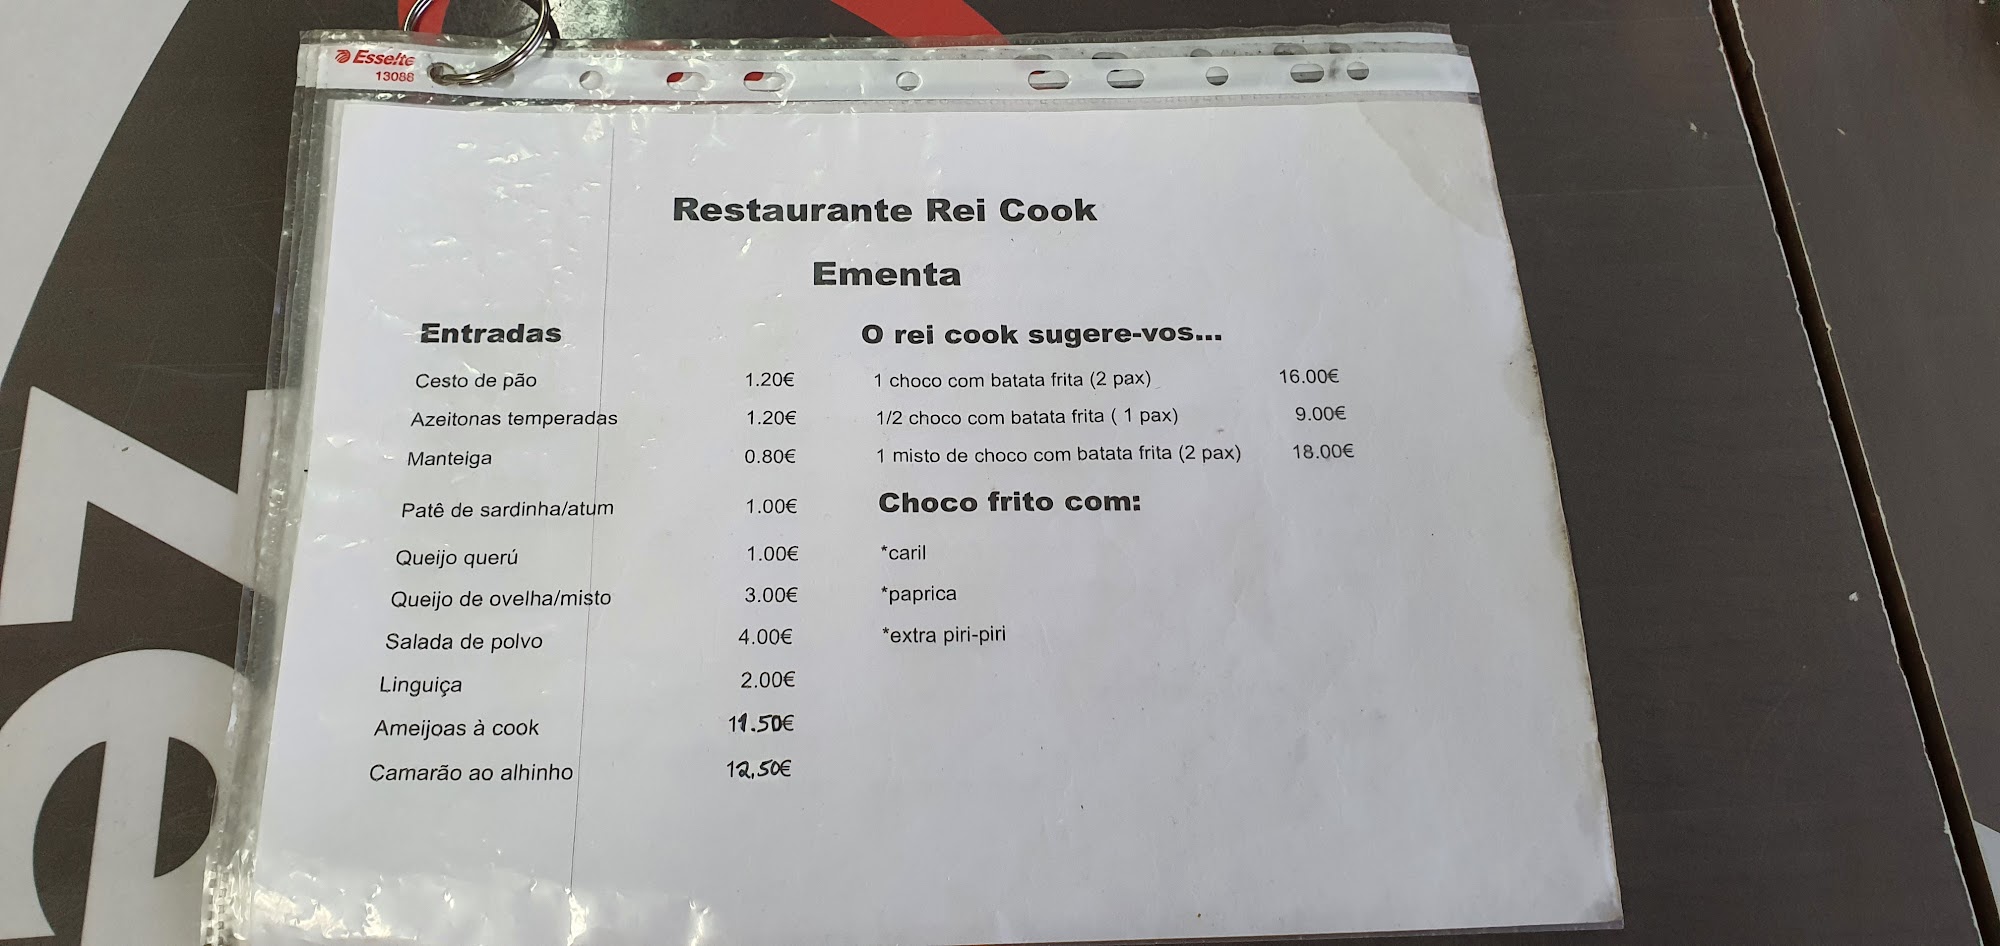 Esselte
13088
Restaurante Rei Cook
Ementa
Entradas
Cesto de pão 1.20€
Azeitonas temperadas 1.20€
Manteiga 0.80€
Patê de sardinha/atum 1.00€
Queijo querú 1.00€
Queijo de ovelha/misto 3.00€
Salada de polvo 4.00€
Linguiça 2.00€
Ameijoas à cook 11.50€
Camarão ao alhinho 12,50€
O rei cook sugere-vos...
1 choco com batata frita (2 pax) 16.00€
1/2 choco com batata frita ( 1 pax) 9.00€
1 misto de choco com batata frita (2 pax) 18.00€
Choco frito com:
*caril
*paprica
*extra piri-piri